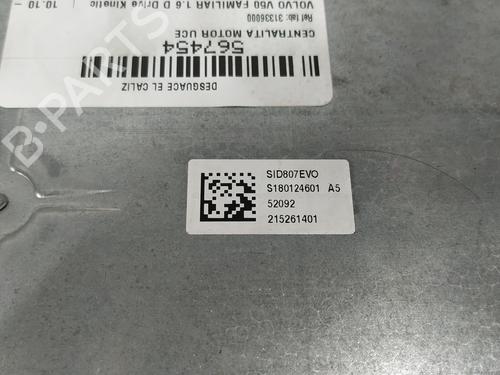 DESGUACE EL CALIZ
567454
CENTRALITA MOTOR UCE
Ref fab: 31336000
VOLVO V60 FAMILIAR 1.6 D Drive Kinetic
10.10 -
SID807EVO
S180124601 A5
52092
215261401
B-PARTS